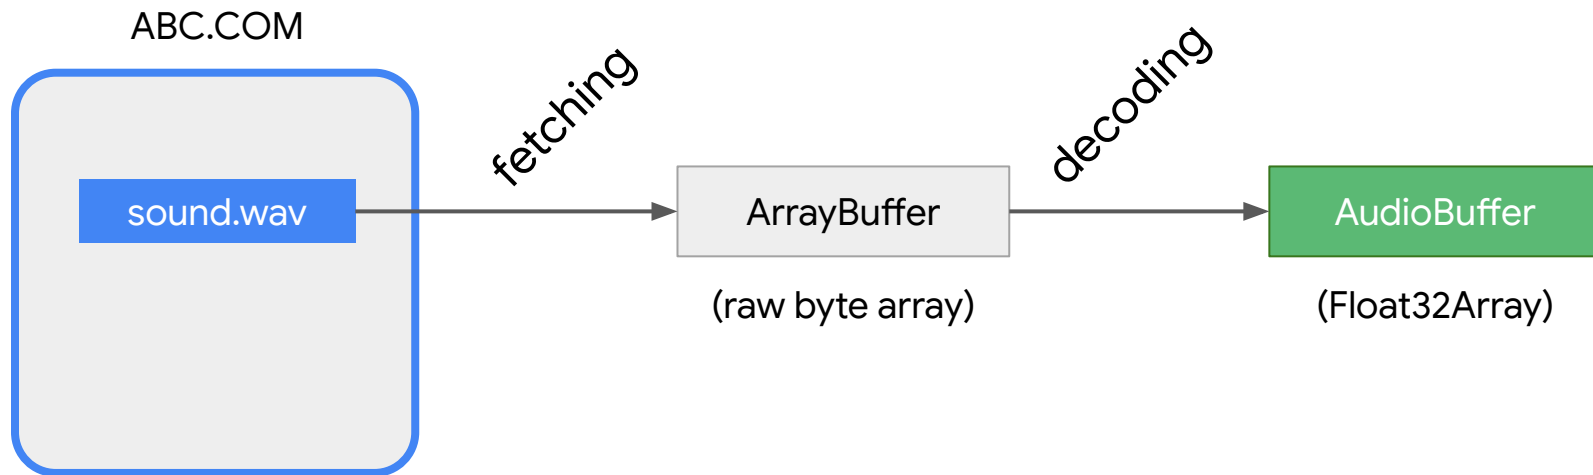 ABC.COM
sound.wav
fetching
ArrayBuffer
(raw byte array)
decoding
AudioBuffer
(Float32Array)